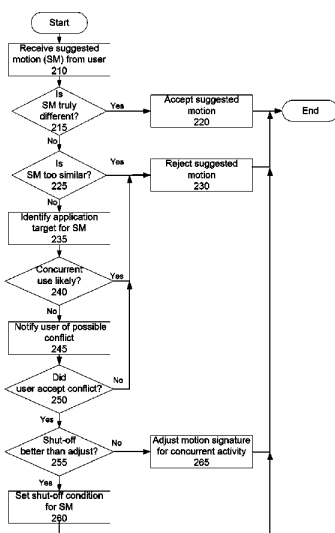 Start
Receive suggested
motion (SM) from user
210
Is
SM truly
different?
215
Yes
Accept suggested
motion
220
End
No
Is
SM too similar?
225
Yes
Reject suggested
motion
230
No
Identify application
target for SM
235
Concurrent
use likely?
240
Yes
No
Notify user of possible
conflict
245
Did
user accept conflict?
250
No
Yes
Shut-off
better than adjust?
255
No
Adjust motion signature
for concurrent activity
265
Yes
Set shut-off condition
for SM
260